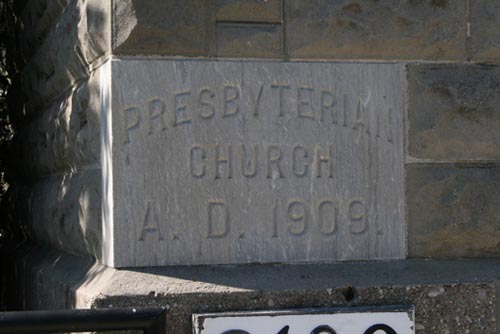 PRESBYTERIAN
CHURCH
A. D. 1909.